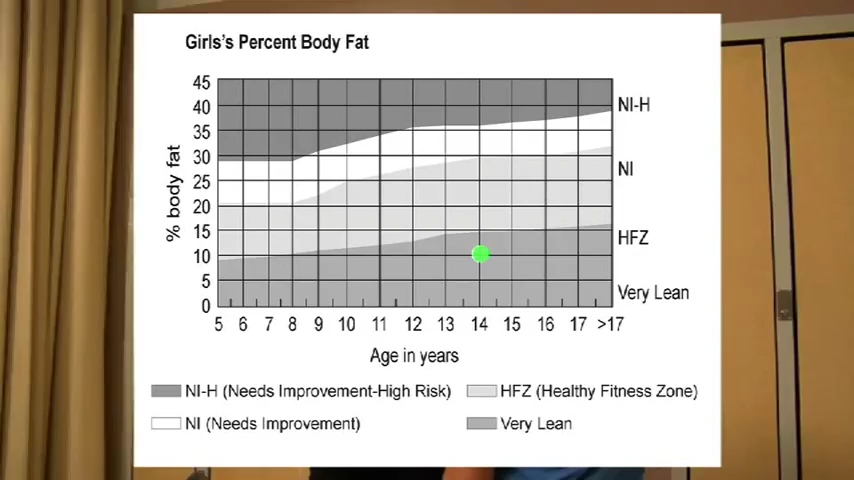 Girls's Percent Body Fat
45
40
35
30
25
20
15
10
5
0
% body fat
NI-H
NI
HFZ
Very Lean
5 6 7 8 9 10 11 12 13 14 15 16 17 >17
Age in years
NI-H (Needs Improvement-High Risk) HFZ (Healthy Fitness Zone)
NI (Needs Improvement) Very Lean